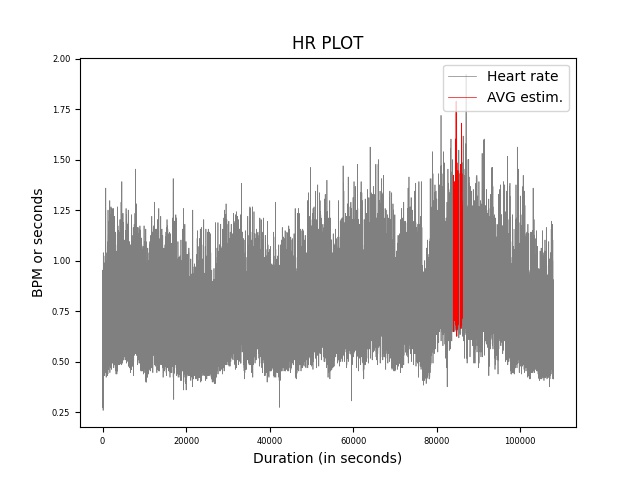 HR PLOT
Heart rate
AVG estim.
2.00
1.75
1.50
1.25
1.00
0.75
0.50
0.25
BPM or seconds
0
20000
40000
60000
80000
100000
Duration (in seconds)